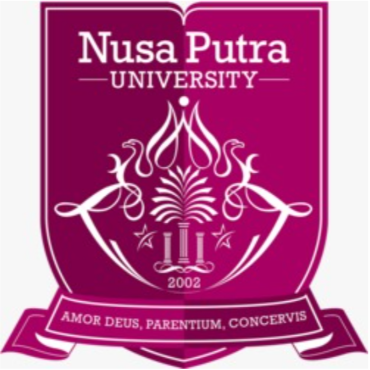 Nusa Putra
UNIVERSITY
2002
AMOR DEUS, PARENTIUM, CONCERVIS